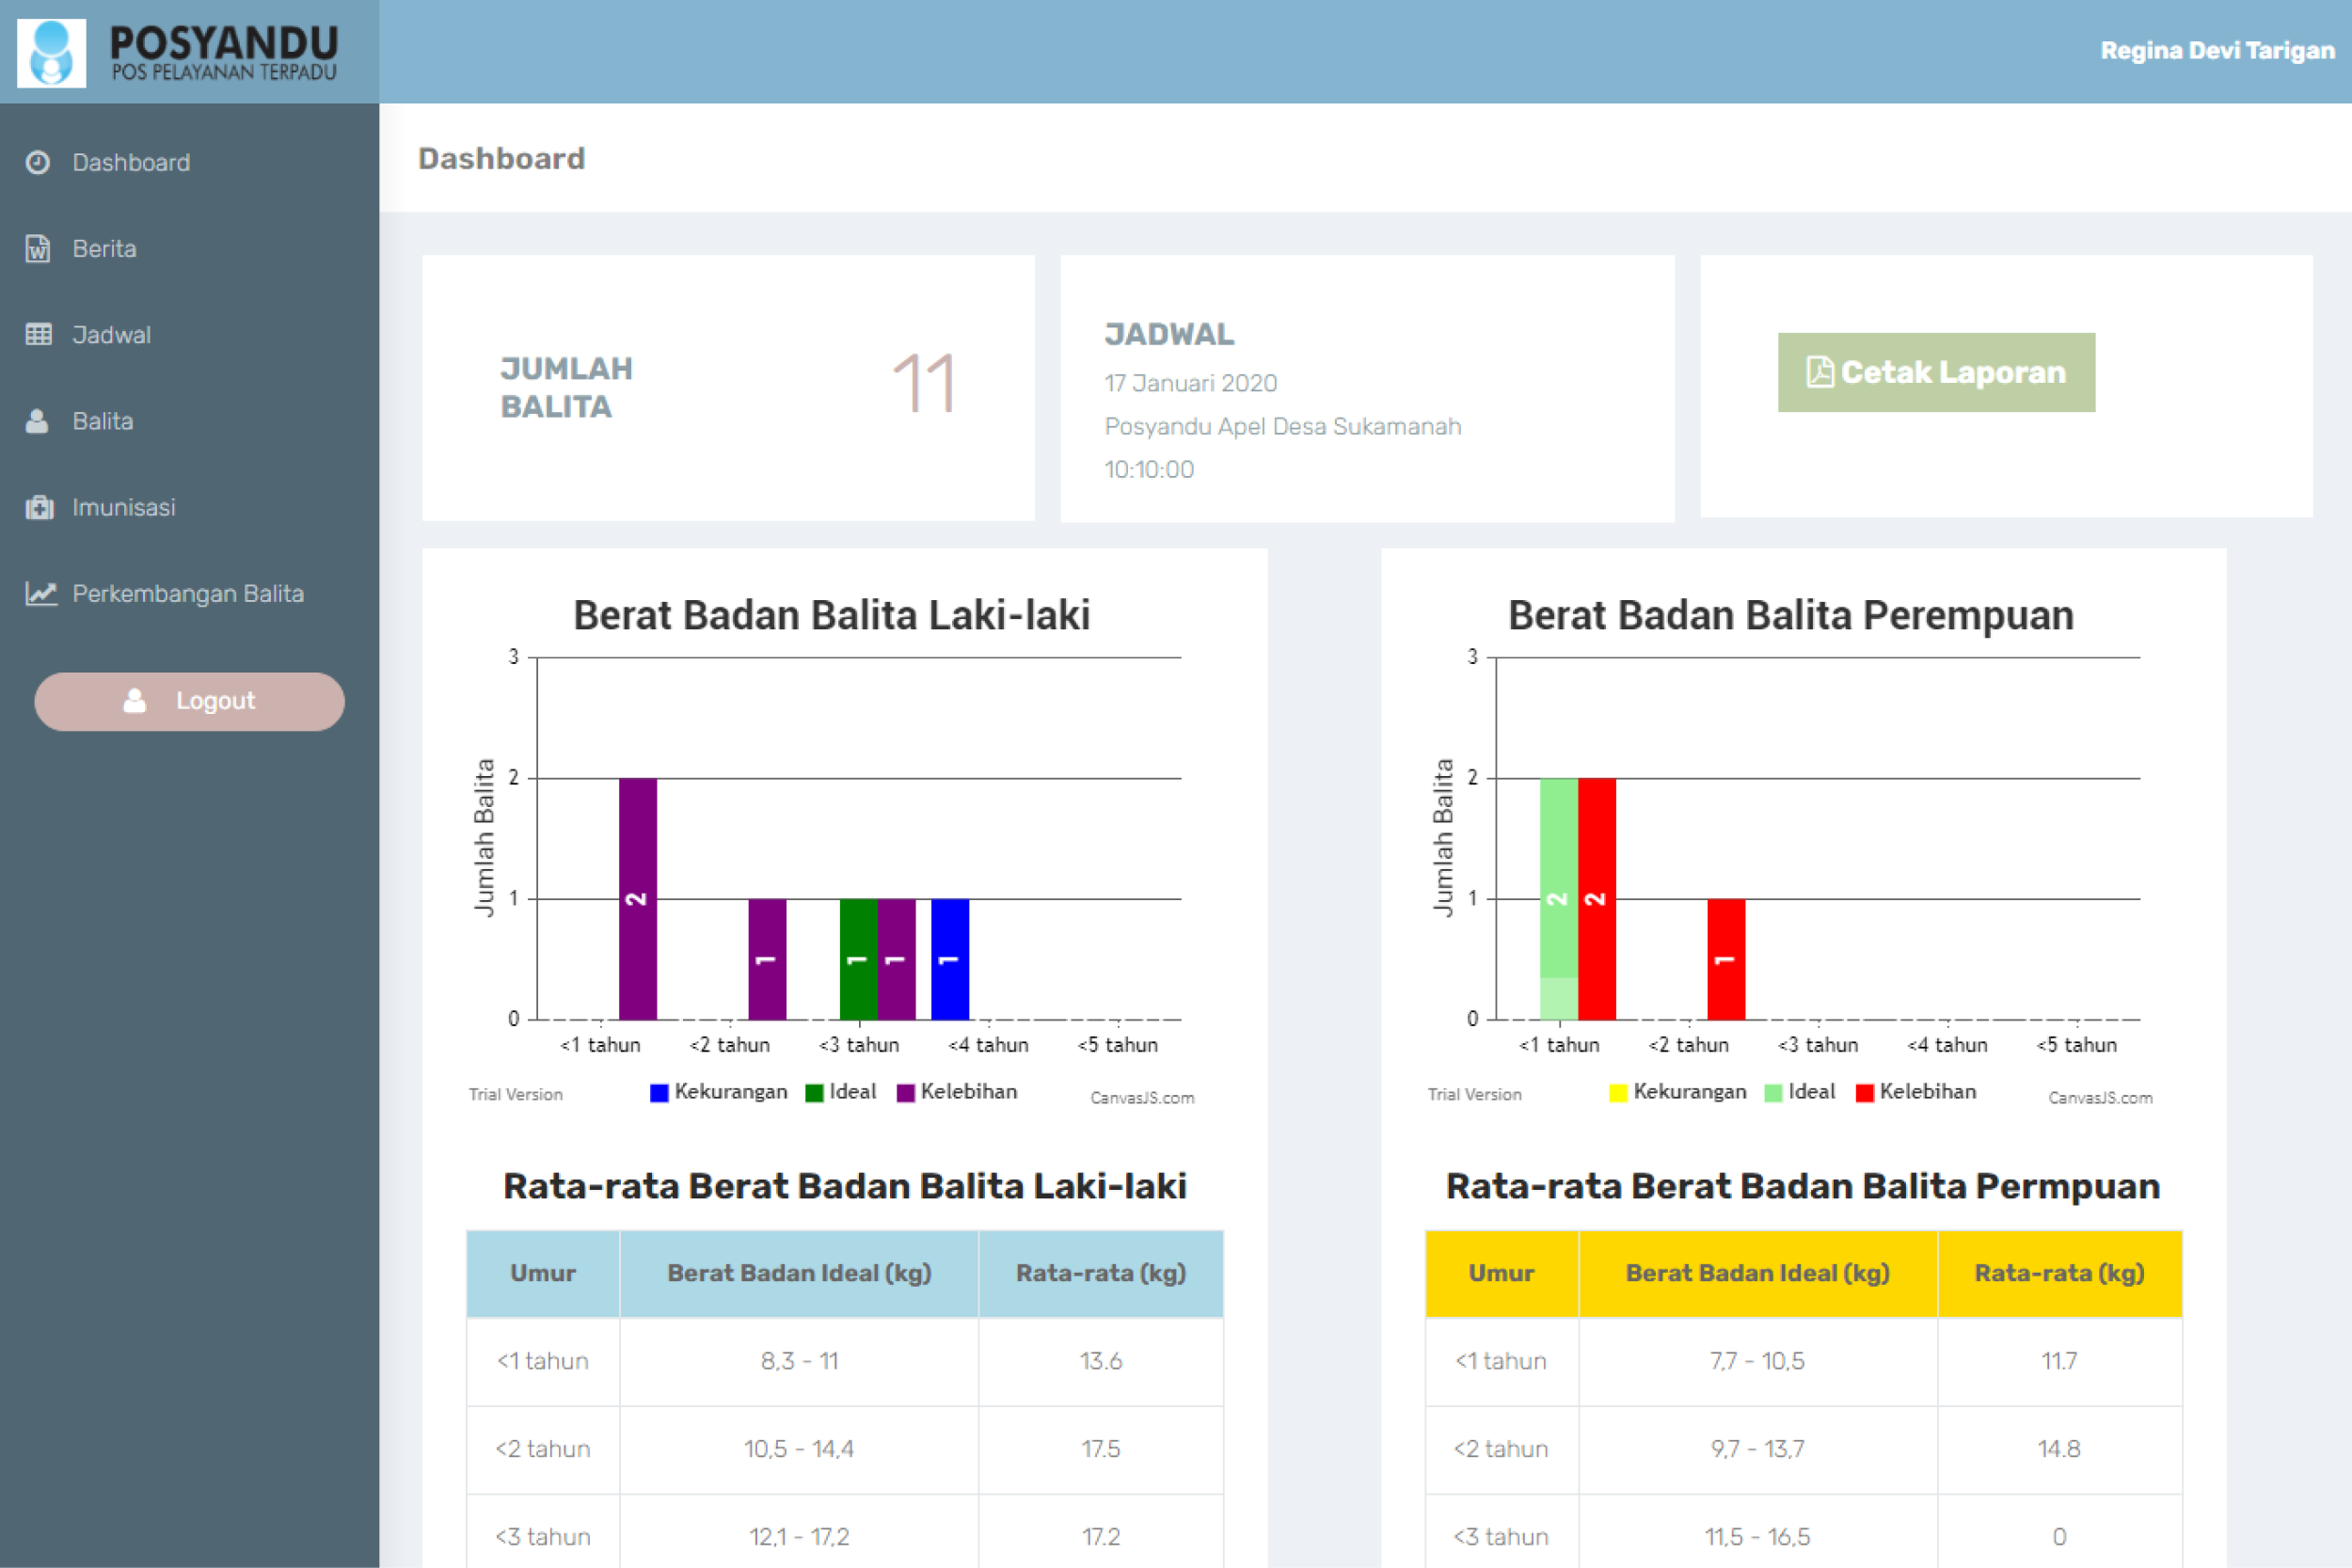 POSYANDU
POS PELAYANAN TERPADU
Regina Devi Tarigan
Dashboard
Berita
Jadwal
Balita
Imunisasi
Perkembangan Balita
Logout
Dashboard
JUMLAH
BALITA
11
JADWAL
17 Januari 2020
Posyandu Apel Desa Sukamanah
10:10:00
Cetak Laporan
Berat Badan Balita Laki-laki
Jumlah Balita
3
2
1
0
2
1
1
1
1
<1 tahun <2 tahun <3 tahun <4 tahun <5 tahun
Trial Version
Kekurangan Ideal Kelebihan
CanvasJS.com
Rata-rata Berat Badan Balita Laki-laki
Umur Berat Badan Ideal (kg) Rata-rata (kg)
<1 tahun 8,3 - 11 13.6
<2 tahun 10,5 - 14,4 17.5
<3 tahun 12,1 - 17,2 17.2
Berat Badan Balita Perempuan
Jumlah Balita
3
2
1
0
2
2
1
<1 tahun <2 tahun <3 tahun <4 tahun <5 tahun
Trial Version
Kekurangan Ideal Kelebihan
CanvasJS.com
Rata-rata Berat Badan Balita Permpuan
Umur Berat Badan Ideal (kg) Rata-rata (kg)
<1 tahun 7,7 - 10,5 11.7
<2 tahun 9,7 - 13,7 14.8
<3 tahun 11,5 - 16,5 0